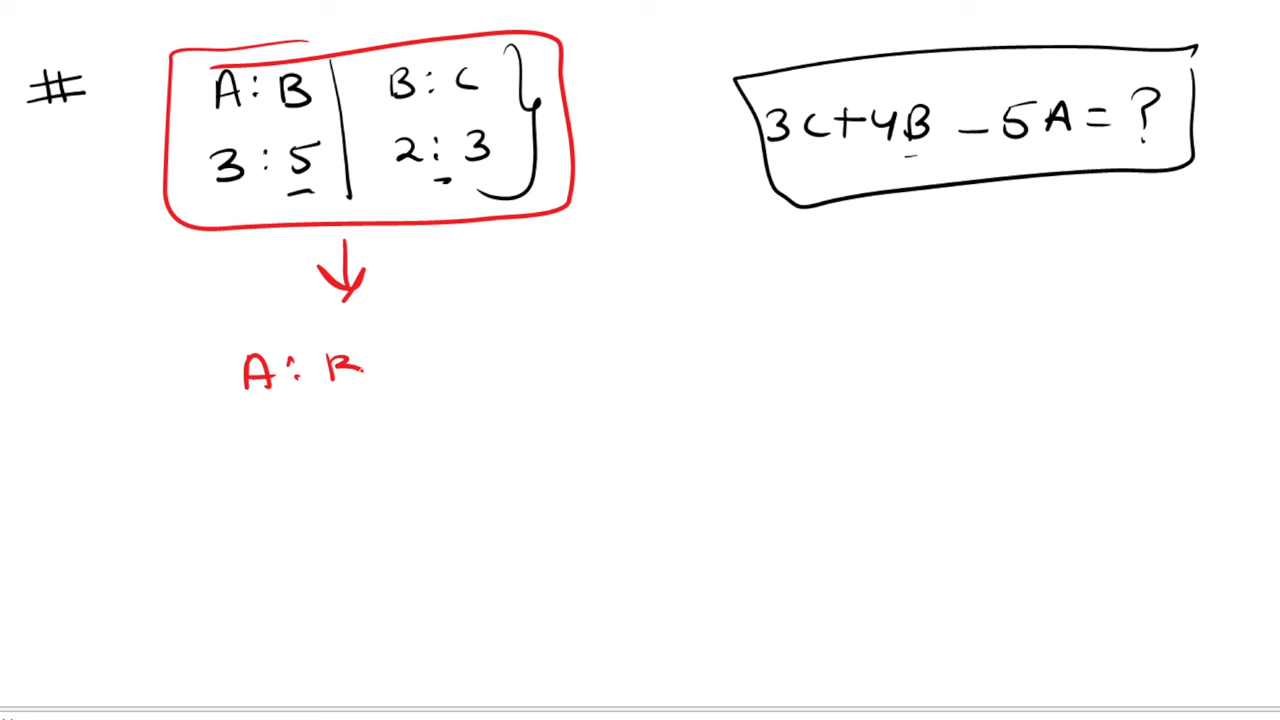 # A : B | B : C }
3 : 5 | 2 : 3
3C + 4B - 5A = ?
A : B